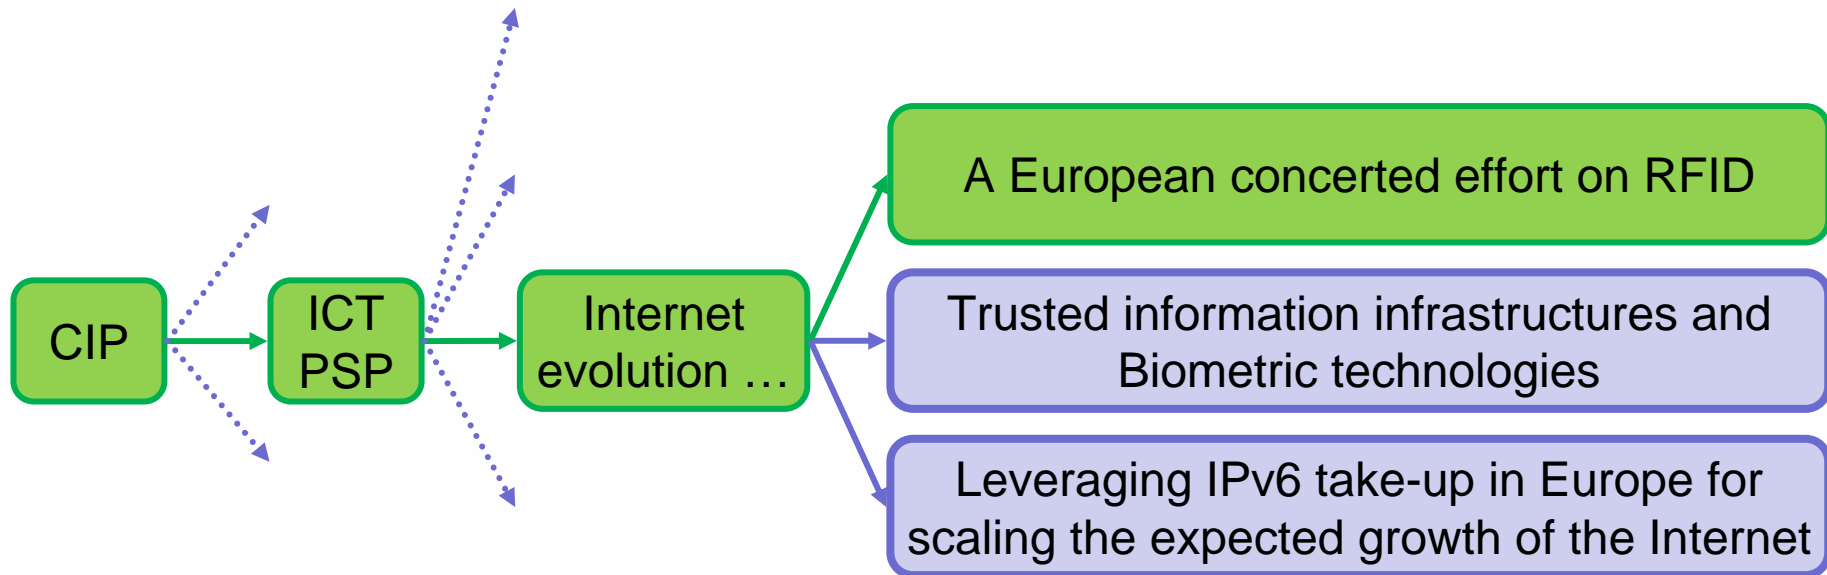 CIP
ICT
PSP
Internet
evolution …
A European concerted effort on RFID
Trusted information infrastructures and
Biometric technologies
Leveraging IPv6 take-up in Europe for
scaling the expected growth of the Internet